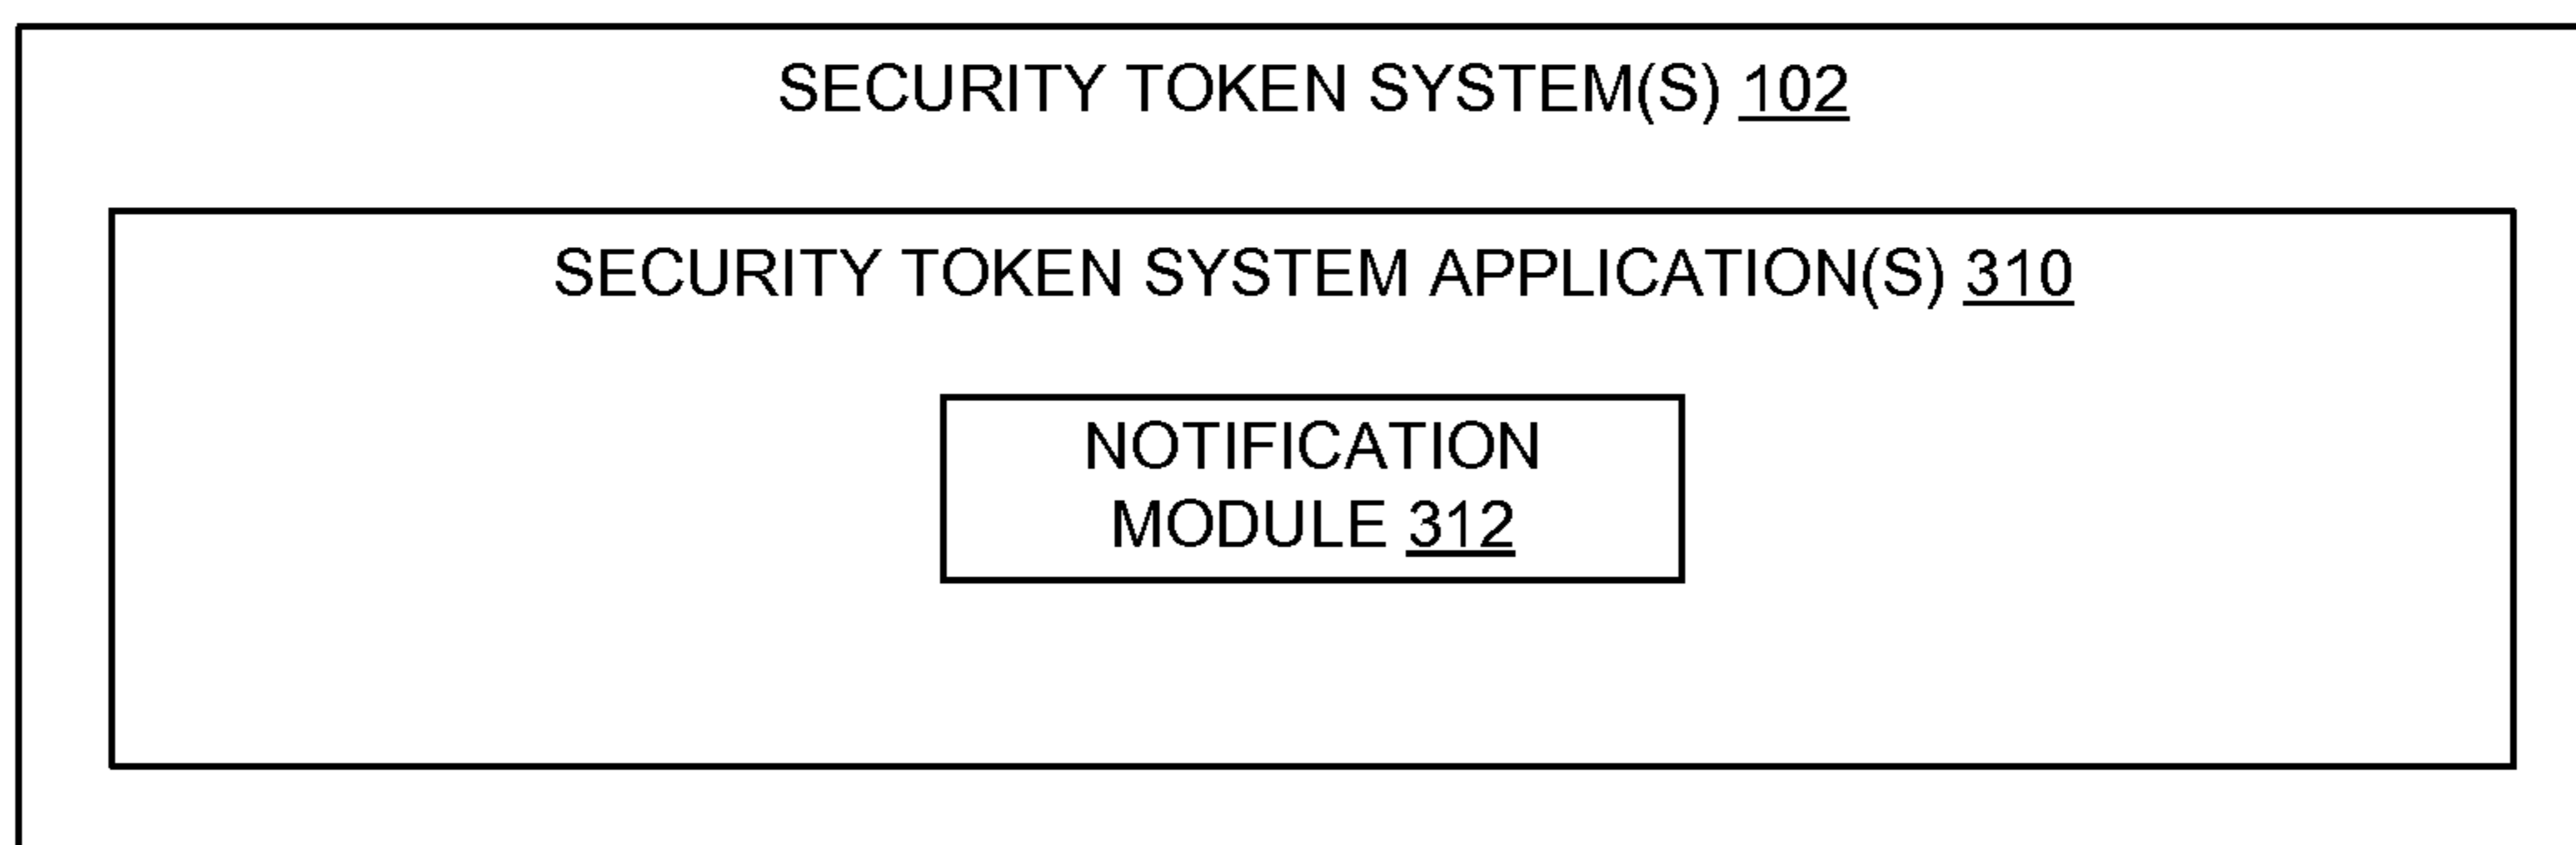 SECURITY TOKEN SYSTEM(S) 102
SECURITY TOKEN SYSTEM APPLICATION(S) 310
NOTIFICATION
MODULE 312